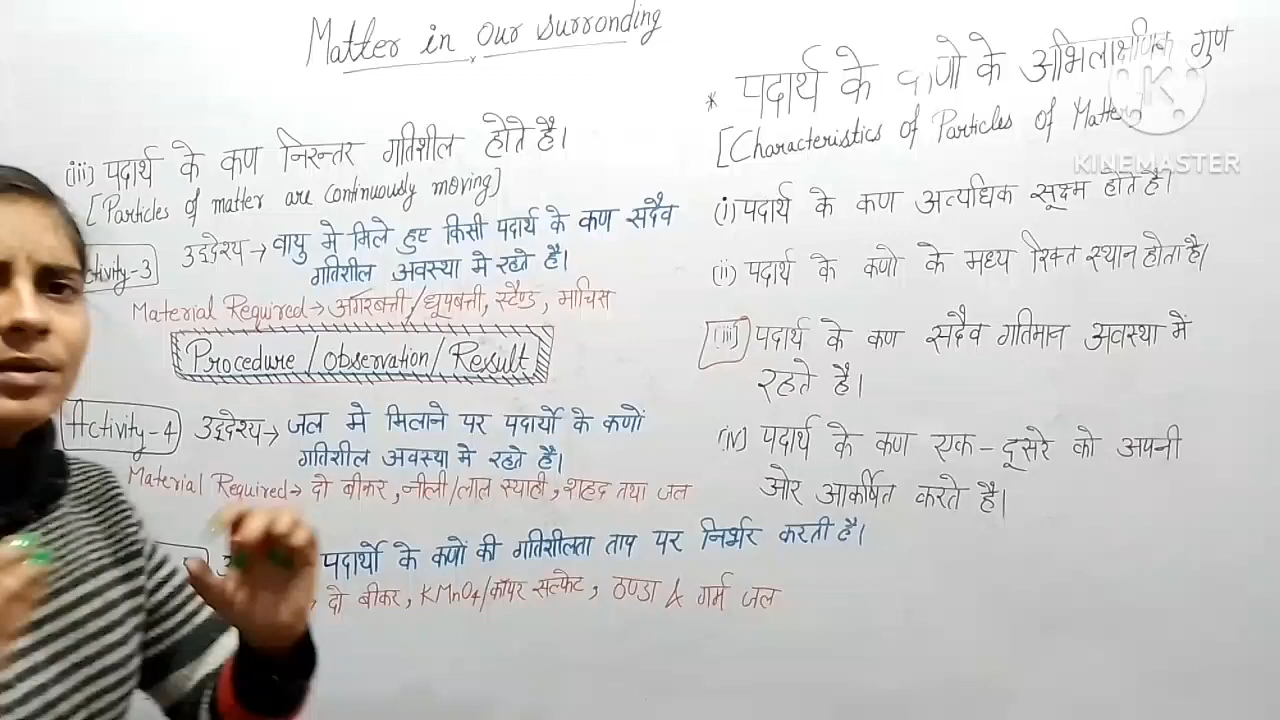 Matter in our surronding
(iii) पदार्थ के कण निरन्तर गतिशील होते है।
[Particles of matter are continuously moving]
ctivity-3
उद्देश्य → वायु मे मिले हुए किसी पदार्थ के कण सदैव
गतिशील अवस्था मे रहते है।
Material Required → अगरबत्ती/धूपबत्ती, स्टैण्ड, माचिस
Procedure / observation / Result
Activity-4
उद्देश्य → जल मे मिलाने पर पदार्थो के कणों
गतिशील अवस्था मे रहते है।
Material Required → दो बीकर, नीली/लाल स्याही, शहद तथा जल
पदार्थो के कणों की गतिशीलता ताप पर निर्भर करती है।
दो बीकर, KMnO4/कॉपर सल्फेट, ठण्डा & गर्म जल
* पदार्थ के कणो के अभिलाक्षणिक गुण
[Characteristics of Particles of Matter
(i) पदार्थ के कण अत्यधिक सूक्ष्म होते है।
(ii) पदार्थ के कणो के मध्य रिक्त स्थान होता है।
(iii) पदार्थ के कण सदैव गतिमान अवस्था में
रहते है।
(iv) पदार्थ के कण एक-दूसरे को अपनी
ओर आकर्षित करते है।
KINEMASTER